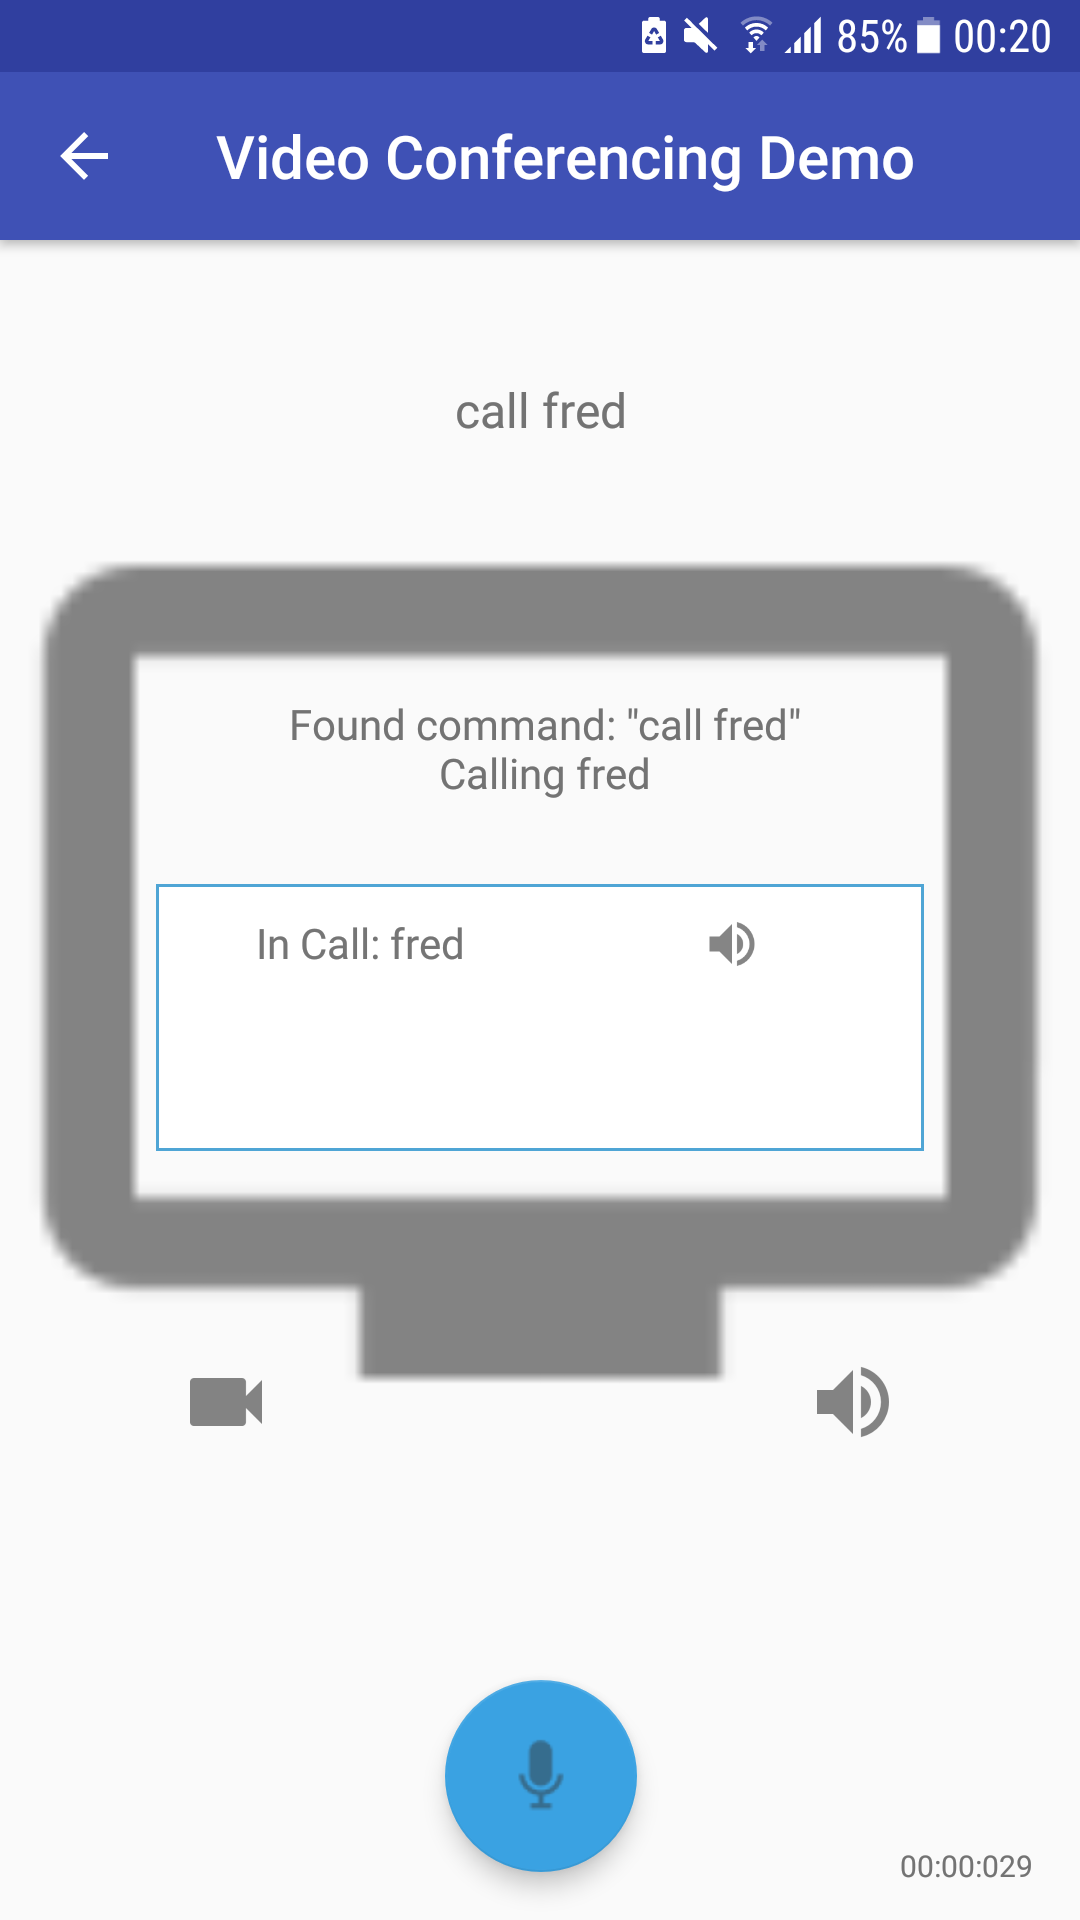 85% 00:20
Video Conferencing Demo
call fred
Found command: "call fred"
Calling fred
In Call: fred
00:00:029